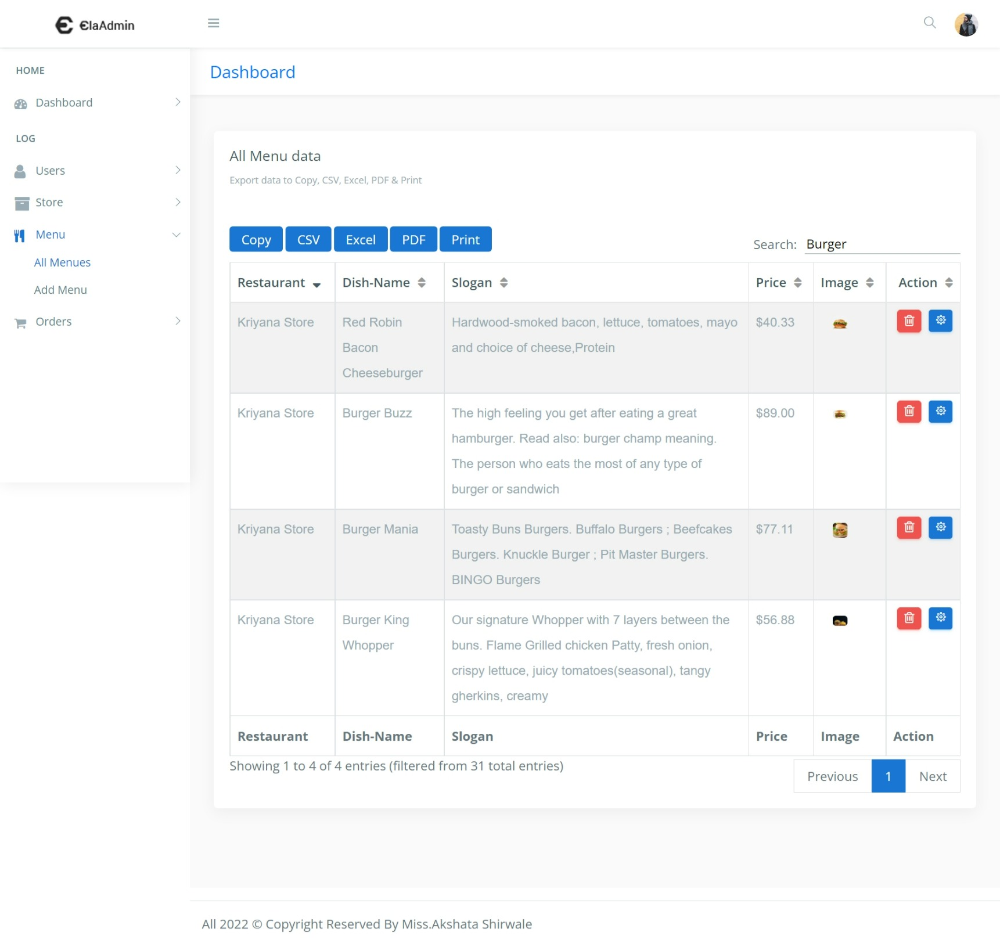 ElaAdmin
HOME
Dashboard
LOG
Users
Store
Menu
All Menues
Add Menu
Orders
Dashboard
All Menu data
Export data to Copy, CSV, Excel, PDF & Print
Copy CSV Excel PDF Print
Search: Burger
Restaurant Dish-Name Slogan Price Image Action
Kriyana Store Red Robin Hardwood-smoked bacon, lettuce, tomatoes, mayo $40.33
Bacon and choice of cheese,Protein
Cheeseburger
Kriyana Store Burger Buzz The high feeling you get after eating a great $89.00
hamburger. Read also: burger champ meaning.
The person who eats the most of any type of
burger or sandwich
Kriyana Store Burger Mania Toasty Buns Burgers. Buffalo Burgers ; Beefcakes $77.11
Burgers. Knuckle Burger ; Pit Master Burgers.
BINGO Burgers
Kriyana Store Burger King Our signature Whopper with 7 layers between the $56.88
Whopper buns. Flame Grilled chicken Patty, fresh onion,
crispy lettuce, juicy tomatoes(seasonal), tangy
gherkins, creamy
Restaurant Dish-Name Slogan Price Image Action
Showing 1 to 4 of 4 entries (filtered from 31 total entries)
Previous 1 Next
All 2022 © Copyright Reserved By Miss.Akshata Shirwale